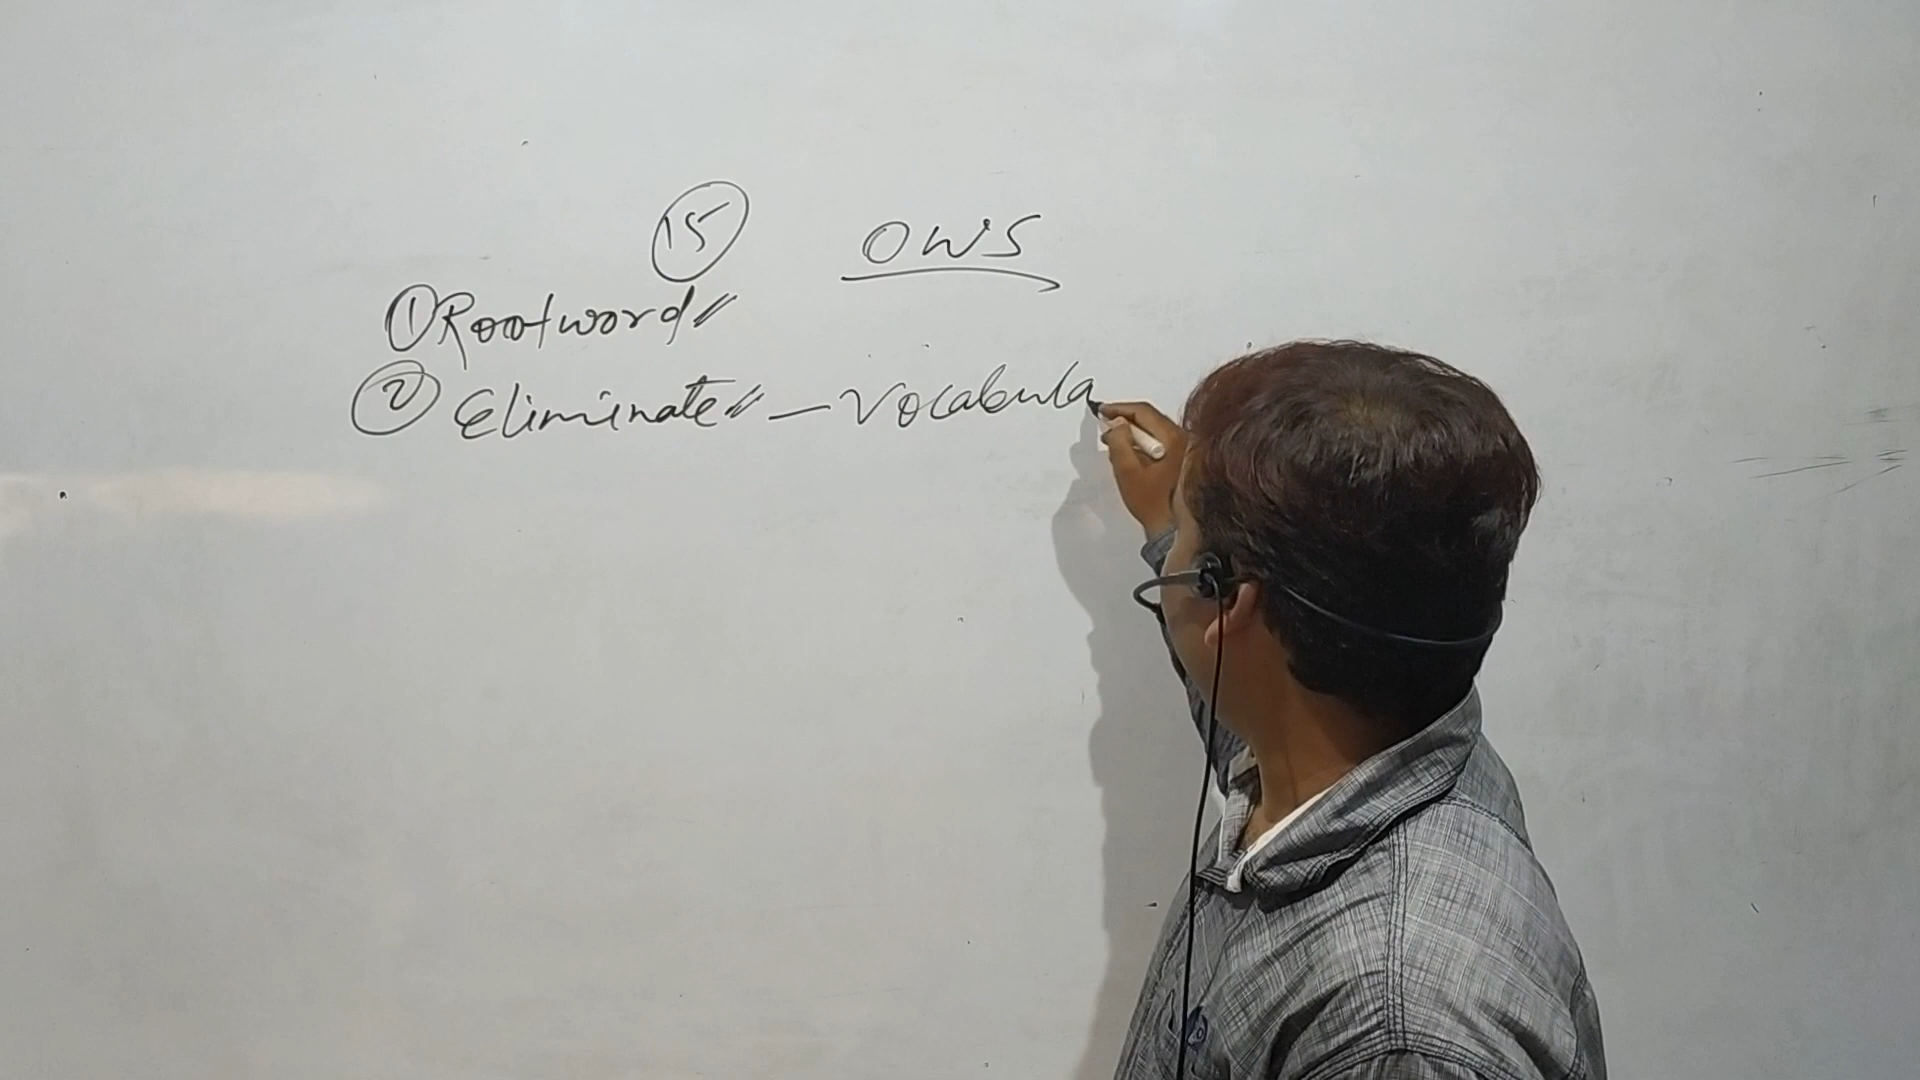 15 OWS
① Rootword
② Eliminate - Vocabula